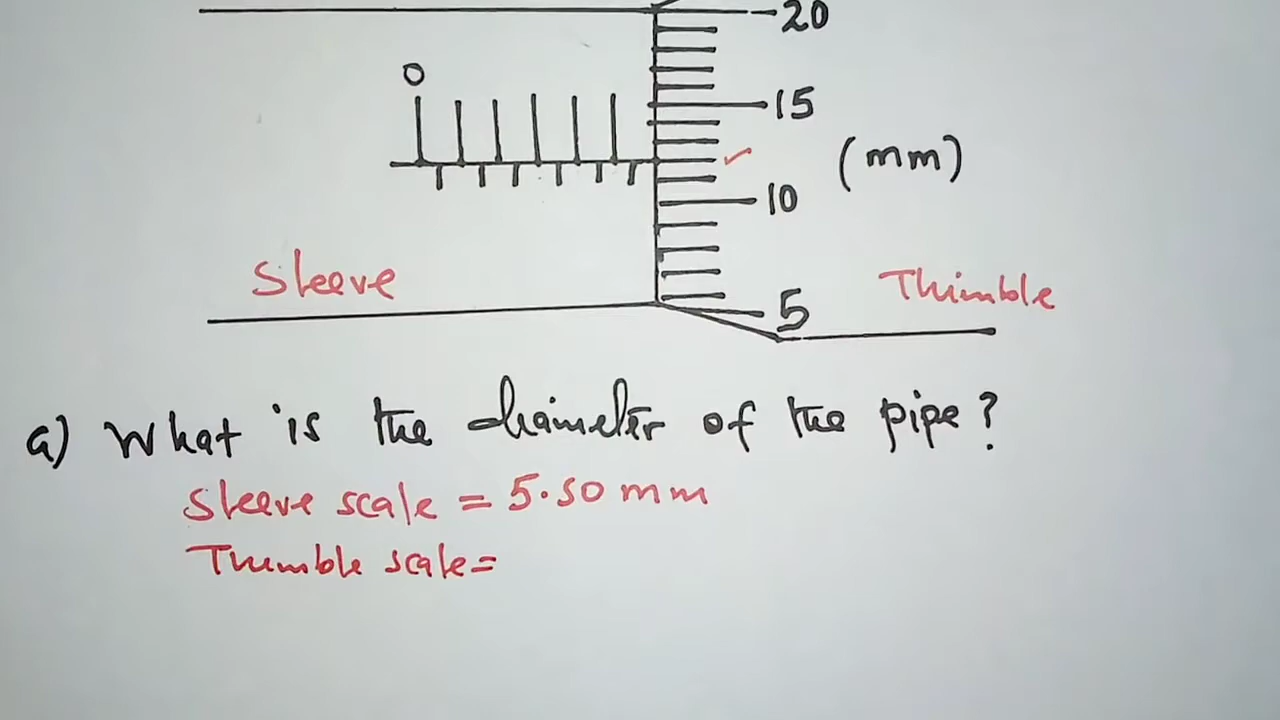 20
0
15
(mm)
10
Sleeve
Thimble
5
a) What is the diameter of the pipe?
Sleeve scale = 5.50 mm
Thimble scale=